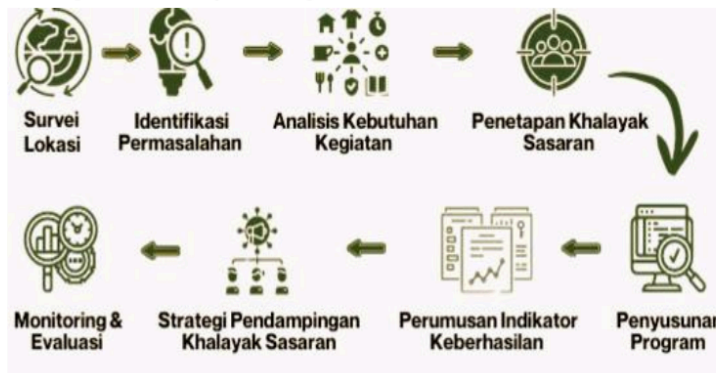 Survei
Lokasi
Identifikasi
Permasalahan
Analisis Kebutuhan
Kegiatan
Penetapan Khalayak
Sasaran
Penyusunan
Program
Perumusan Indikator
Keberhasilan
Strategi Pendampingan
Khalayak Sasaran
Monitoring &
Evaluasi